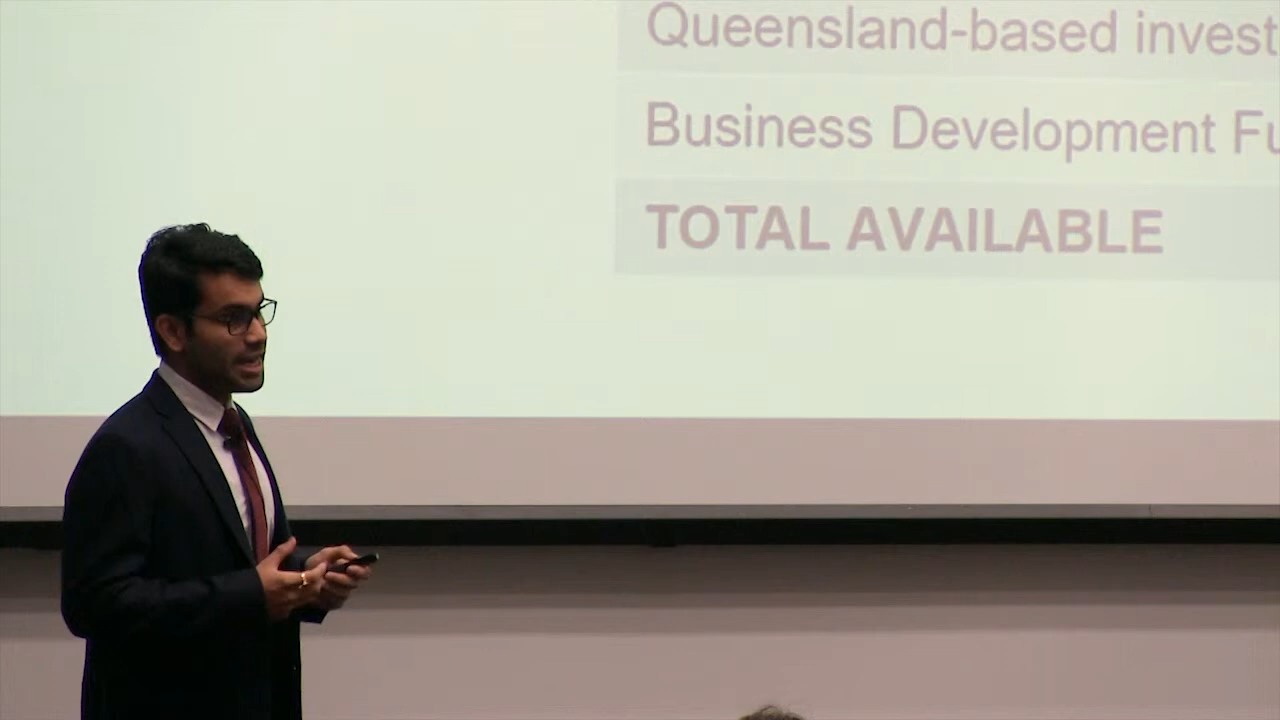 Queensland-based invest
Business Development Fu
TOTAL AVAILABLE